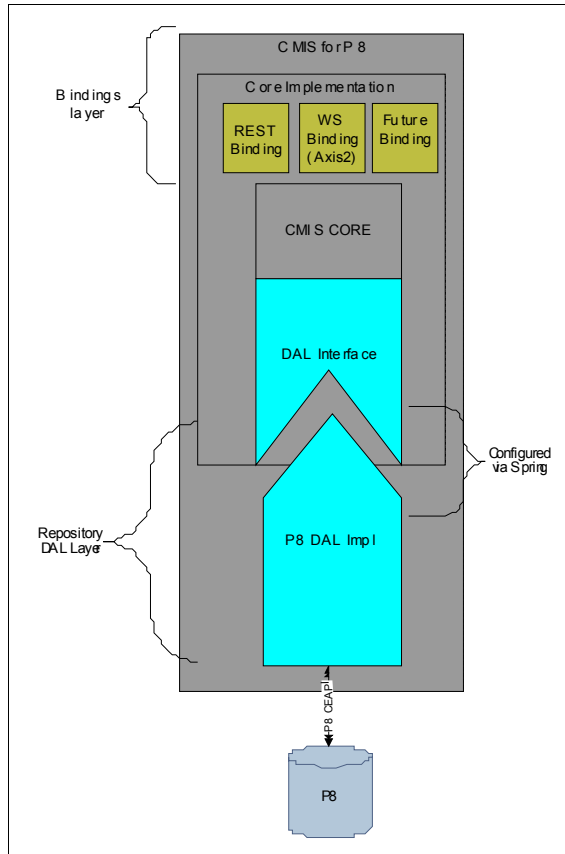 CMIS for P8
Core Implementation
Bindings
layer
REST
Binding
WS
Binding
(Axis2)
Future
Binding
CMIS CORE
DAL Interface
Configured
via Spring
Repository
DAL Layer
P8 DAL Impl
P8 CEAPI
P8